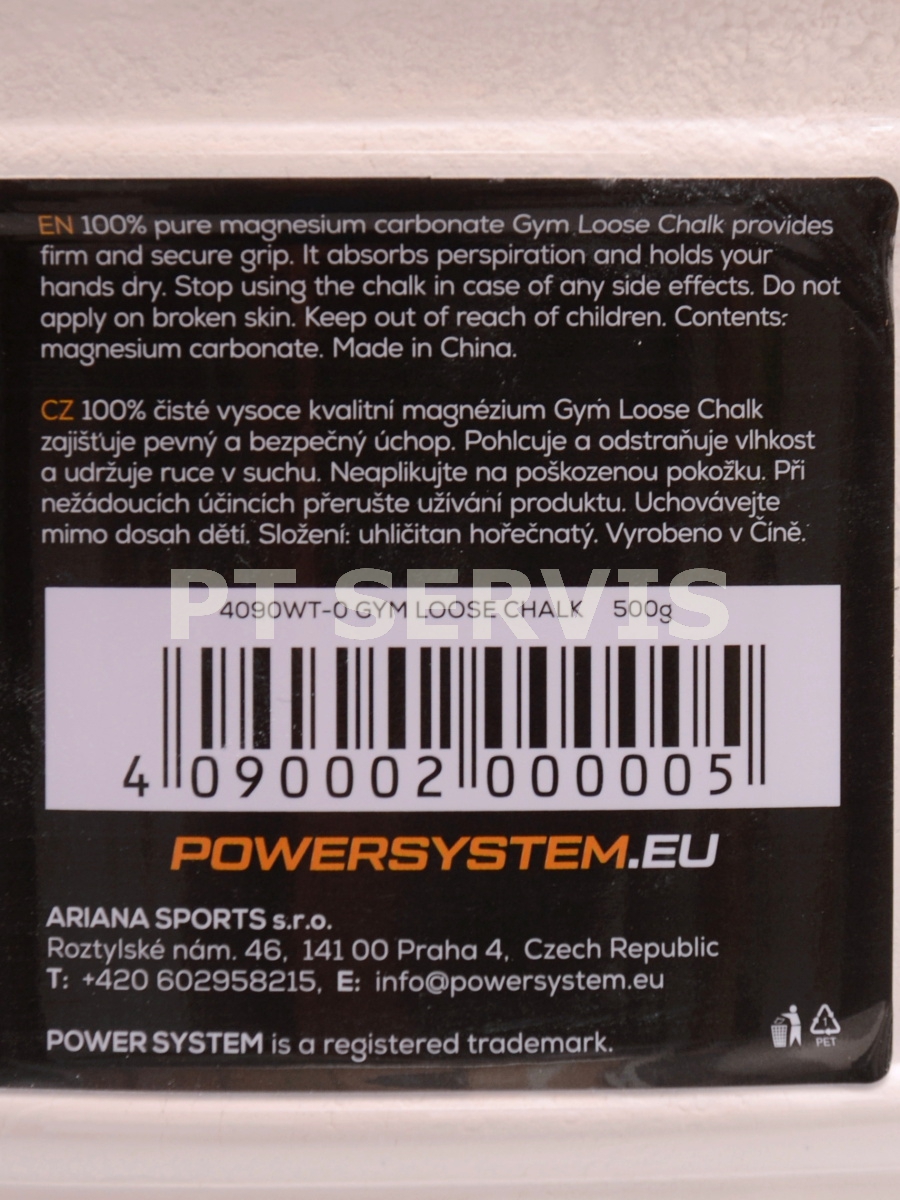 EN 100% pure magnesium carbonate Gym Loose Chalk provides
firm and secure grip. It absorbs perspiration and holds your
hands dry. Stop using the chalk in case of any side effects. Do not
apply on broken skin. Keep out of reach of children. Contents:
magnesium carbonate. Made in China.
CZ 100% čisté vysoce kvalitní magnézium Gym Loose Chalk
zajišťuje pevný a bezpečný úchop. Pohlcuje a odstraňuje vlhkost
a udržuje ruce v suchu. Neaplikujte na poškozenou pokožku. Při
nežádoucích účincích přerušte užívání produktu. Uchovávejte
mimo dosah dětí. Složení: uhličitan hořečnatý. Vyrobeno v Číně.
PT SERVIS
4090WT-0 GYM LOOSE CHALK 500g
4 090002 000005
POWERSYSTEM.EU
ARIANA SPORTS s.r.o.
Roztylské nám. 46, 141 00 Praha 4, Czech Republic
T: +420 602958215, E: info@powersystem.eu
POWER SYSTEM is a registered trademark.
1
PET